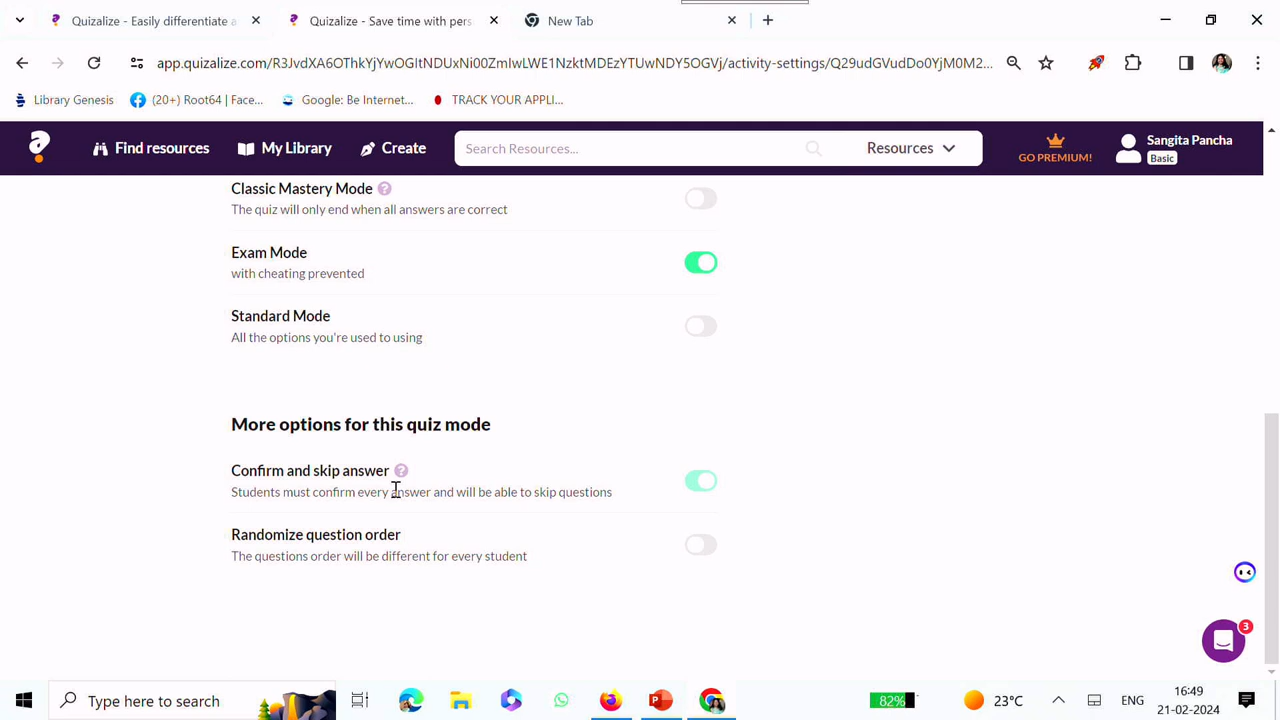 Quizalize - Easily differentiate a
Quizalize - Save time with pers
New Tab
app.quizalize.com/R3JvdXA6OThkYjYwOGItNDUxNi00ZmIwLWE1NzktMDEzYTUwNDY5OGVj/activity-settings/Q29udGVudDo0YjM0M2...
Library Genesis
(20+) Root64 | Face...
Google: Be Internet...
TRACK YOUR APPLI...
Find resources
My Library
Create
Search Resources...
Resources
GO PREMIUM!
Sangita Pancha
Basic
Classic Mastery Mode ?
The quiz will only end when all answers are correct
Exam Mode
with cheating prevented
Standard Mode
All the options you're used to using
More options for this quiz mode
Confirm and skip answer ?
Students must confirm every answer and will be able to skip questions
Randomize question order
The questions order will be different for every student
3
Type here to search
82%
23°C
ENG
16:49
21-02-2024